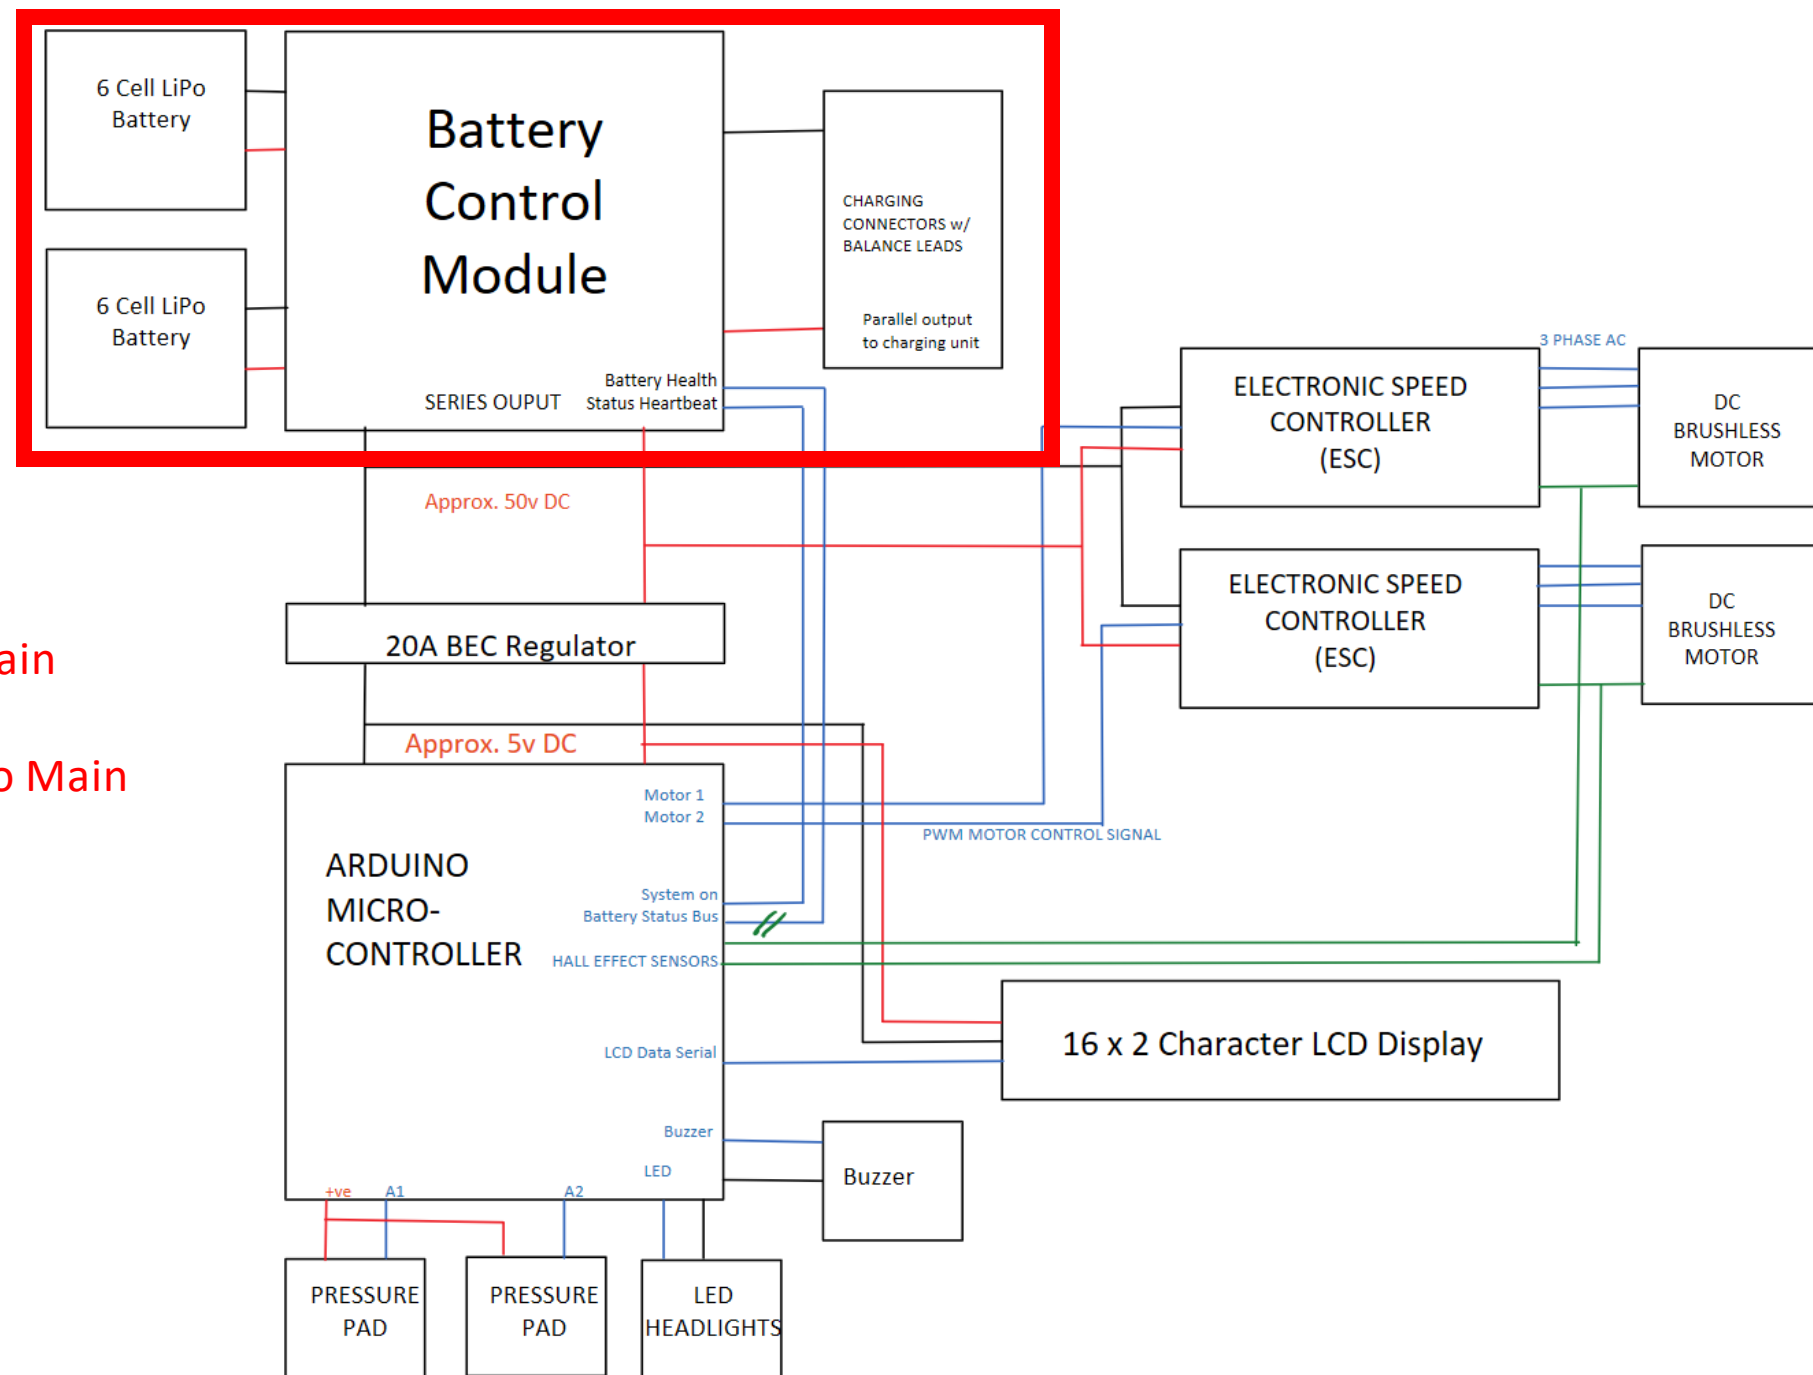 6 Cell LiPo
Battery
Battery
Control
Module
CHARGING
CONNECTORS w/
BALANCE LEADS
Parallel output
to charging unit
6 Cell LiPo
Battery
SERIES OUPUT
Battery Health
Status Heartbeat
Approx. 50v DC
3 PHASE AC
ELECTRONIC SPEED
CONTROLLER
(ESC)
DC
BRUSHLESS
MOTOR
ELECTRONIC SPEED
CONTROLLER
(ESC)
DC
BRUSHLESS
MOTOR
20A BEC Regulator
ain
o Main
Approx. 5v DC
Motor 1
Motor 2
PWM MOTOR CONTROL SIGNAL
ARDUINO
MICRO-
CONTROLLER
System on
Battery Status Bus
HALL EFFECT SENSORS
LCD Data Serial
16 x 2 Character LCD Display
Buzzer
LED
Buzzer
+ve
A1
A2
PRESSURE
PAD
PRESSURE
PAD
LED
HEADLIGHTS